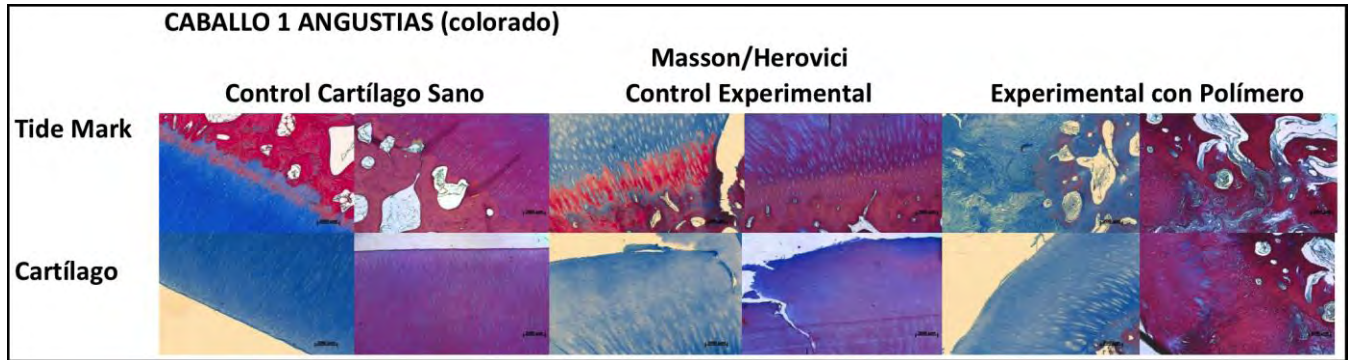 CABALLO 1 ANGUSTIAS (colorado)
Masson/Herovici
Control Cartílago Sano Control Experimental Experimental con Polímero
Tide Mark
Cartílago